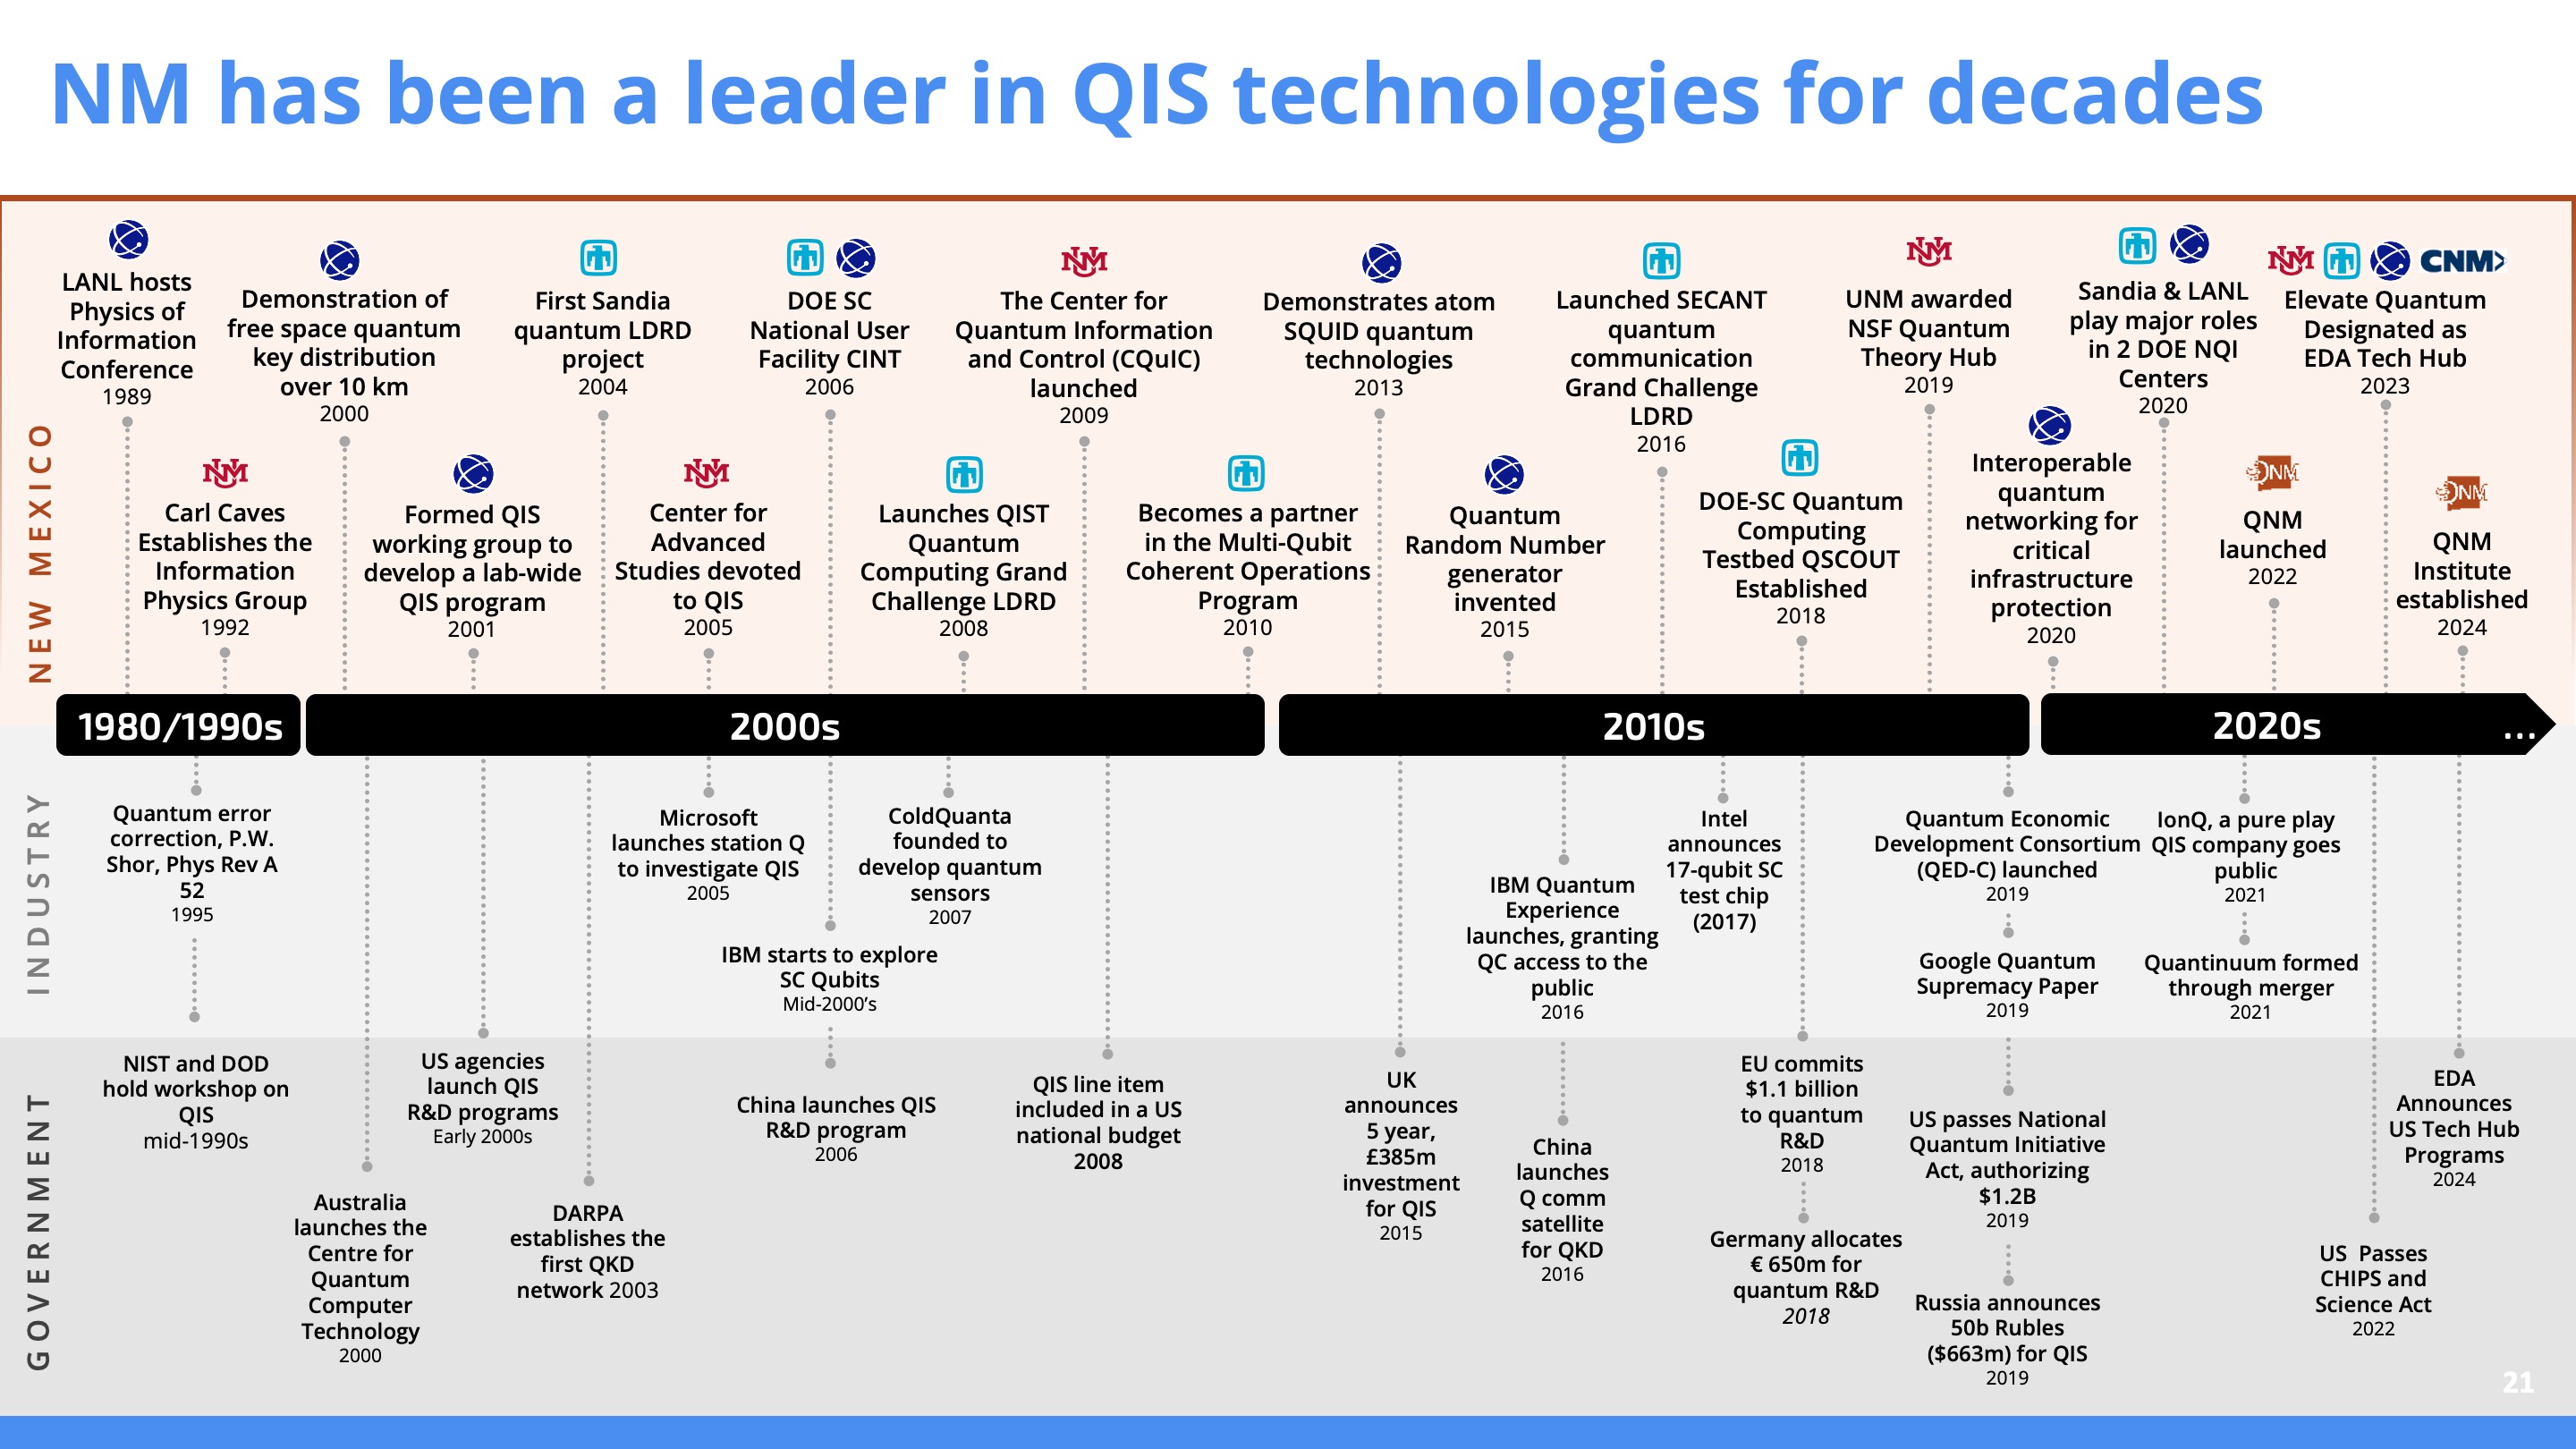 NM has been a leader in QIS technologies for decades
NEW MEXICO
LANL hosts
Physics of
Information
Conference
1989
Carl Caves
Establishes the
Information
Physics Group
1992
Demonstration of
free space quantum
key distribution
over 10 km
2000
Formed QIS
working group to
develop a lab-wide
QIS program
2001
First Sandia
quantum LDRD
project
2004
NM
Center for
Advanced
Studies devoted
to QIS
2005
DOE SC
National User
Facility CINT
2006
Launches QIST
Quantum
Computing Grand
Challenge LDRD
2008
NM
The Center for
Quantum Information
and Control (CQuIC)
launched
2009
Becomes a partner
in the Multi-Qubit
Coherent Operations
Program
2010
Demonstrates atom
SQUID quantum
technologies
2013
Quantum
Random Number
generator
invented
2015
Launched SECANT
quantum
communication
Grand Challenge
LDRD
2016
DOE-SC Quantum
Computing
Testbed QSCOUT
Established
2018
NM
UNM awarded
NSF Quantum
Theory Hub
2019
Interoperable
quantum
networking for
critical
infrastructure
protection
2020
Sandia & LANL
play major roles
in 2 DOE NQI
Centers
2020
QNM
QNM
launched
2022
NM CNM
Elevate Quantum
Designated as
EDA Tech Hub
2023
QNM
QNM
Institute
established
2024
1980/1990s
2000s
2010s
2020s
...
INDUSTRY
Quantum error
correction, P.W.
Shor, Phys Rev A
52
1995
Microsoft
launches station Q
to investigate QIS
2005
IBM starts to explore
SC Qubits
Mid-2000's
ColdQuanta
founded to
develop quantum
sensors
2007
IBM Quantum
Experience
launches, granting
QC access to the
public
2016
Intel
announces
17-qubit SC
test chip
(2017)
Quantum Economic
Development Consortium
(QED-C) launched
2019
Google Quantum
Supremacy Paper
2019
IonQ, a pure play
QIS company goes
public
2021
Quantinuum formed
through merger
2021
GOVERNMENT
NIST and DOD
hold workshop on
QIS
mid-1990s
Australia
launches the
Centre for
Quantum
Computer
Technology
2000
US agencies
launch QIS
R&D programs
Early 2000s
DARPA
establishes the
first QKD
network 2003
China launches QIS
R&D program
2006
QIS line item
included in a US
national budget
2008
UK
announces
5 year,
£385m
investment
for QIS
2015
China
launches
Q comm
satellite
for QKD
2016
EU commits
$1.1 billion
to quantum
R&D
2018
Germany allocates
€ 650m for
quantum R&D
2018
US passes National
Quantum Initiative
Act, authorizing
$1.2B
2019
Russia announces
50b Rubles
($663m) for QIS
2019
US Passes
CHIPS and
Science Act
2022
EDA
Announces
US Tech Hub
Programs
2024
21